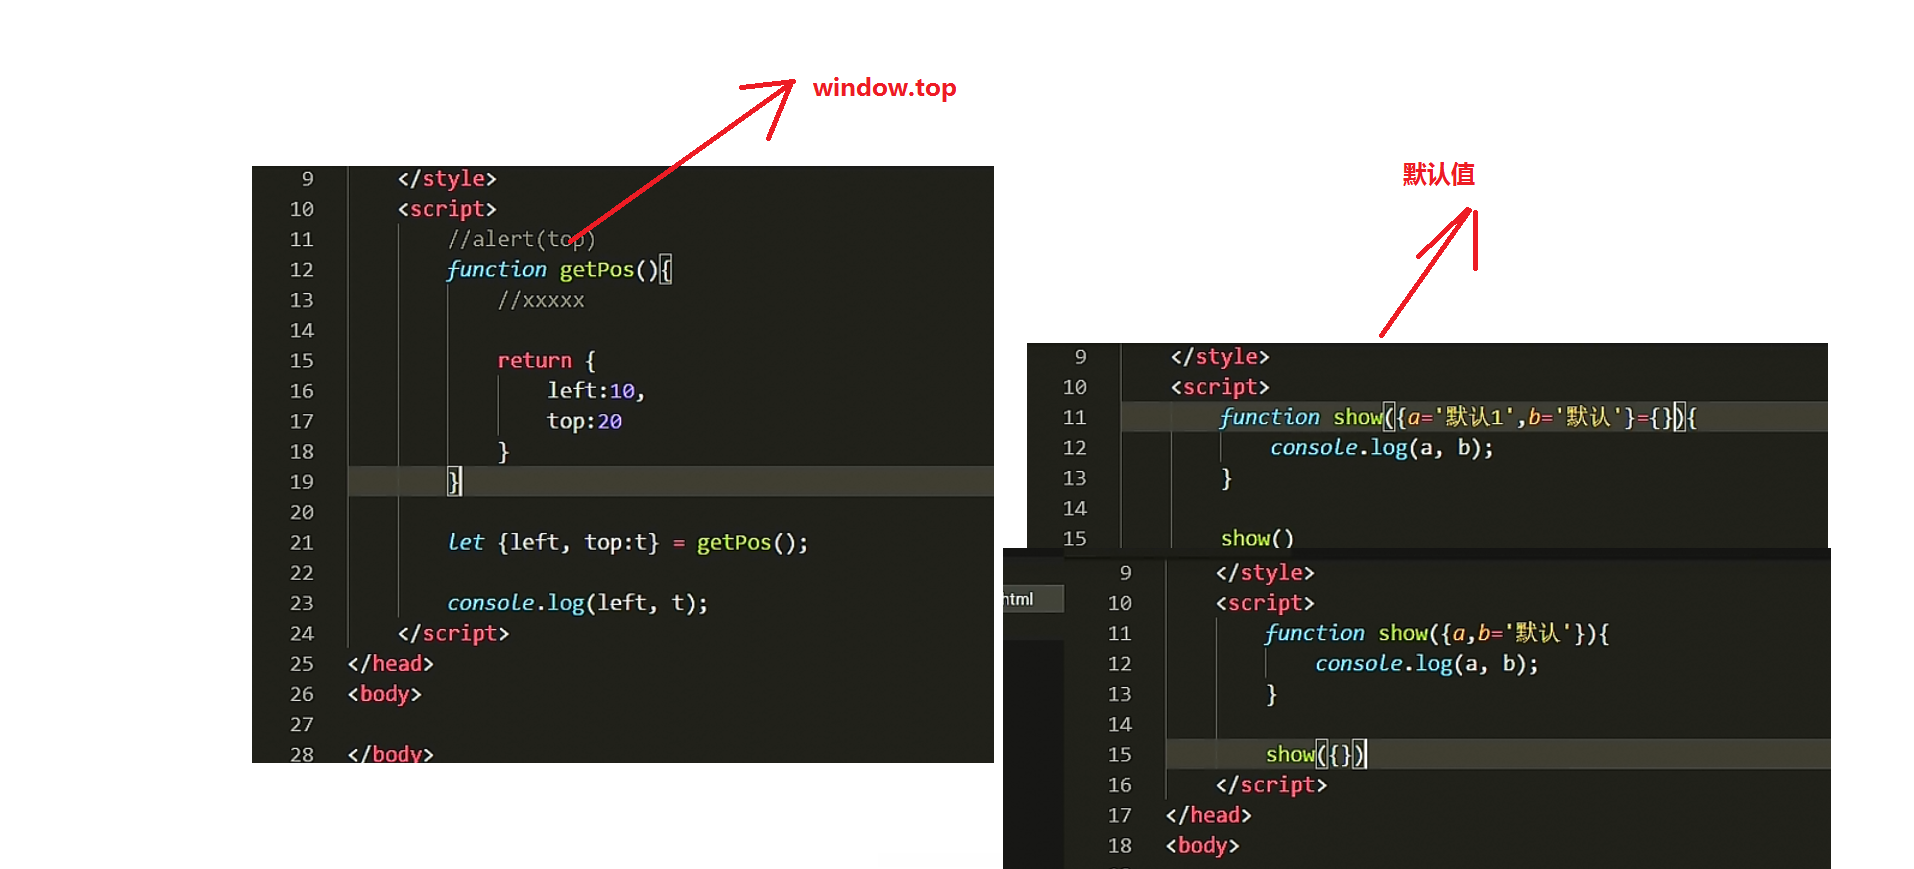 window.top
9 </style>
10 <script>
11 //alert(top)
12 function getPos(){
13 //xxxxx
14
15 return {
16 left:10,
17 top:20
18 }
19 }
20
21 let {left, top:t} = getPos();
22
23 console.log(left, t);
24 </script>
25 </head>
26 <body>
27
28 </body>
默认值
9 </style>
10 <script>
11 function show({a='默认1',b='默认'}={}){
12 console.log(a, b);
13 }
14
15 show()
html
9 </style>
10 <script>
11 function show({a,b='默认'}){
12 console.log(a, b);
13 }
14
15 show({})
16 </script>
17 </head>
18 <body>